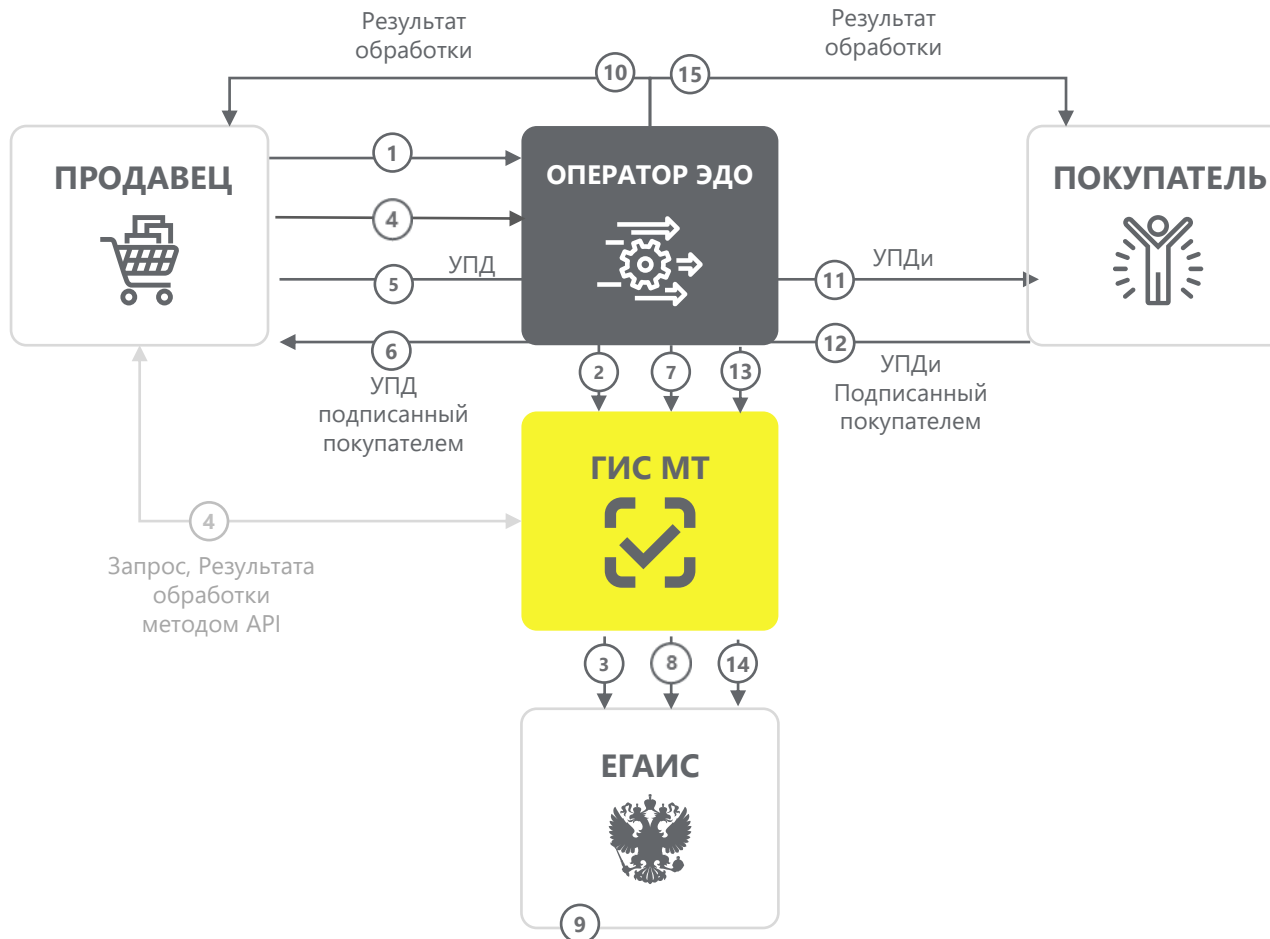 Результат
обработки
Результат
обработки
10
15
ПРОДАВЕЦ
1
ОПЕРАТОР ЭДО
ПОКУПАТЕЛЬ
4
5
УПД
11
УПДи
6
УПД
подписанный
покупателем
2
7
13
12
УПДи
Подписанный
покупателем
ГИС МТ
4
Запрос, Результата
обработки
методом API
3
8
14
ЕГАИС
9